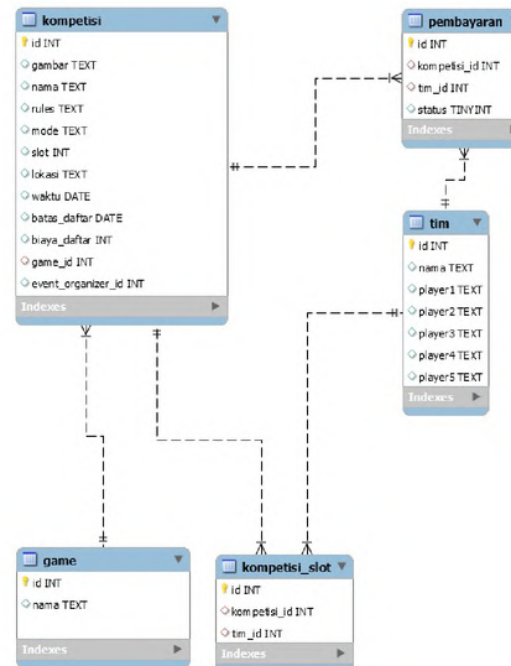 kompetisi
id INT
gambar TEXT
nama TEXT
rules TEXT
mode TEXT
slot INT
lokasi TEXT
waktu DATE
batas_daftar DATE
biaya_daftar INT
game_id INT
event_organizer_id INT
Indexes
pembayaran
id INT
kompetisi_id INT
tim_id INT
status TINYINT
Indexes
tim
id INT
nama TEXT
player1 TEXT
player2 TEXT
player3 TEXT
player4 TEXT
player5 TEXT
Indexes
game
id INT
nama TEXT
Indexes
kompetisi_slot
id INT
kompetisi_id INT
tim_id INT
Indexes